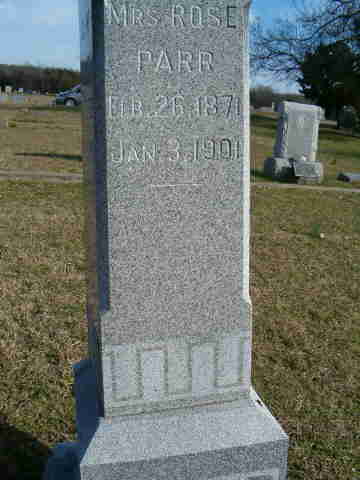 MRS. ROSE
PARR
FEB. 26. 1871
JAN. 3. 1901